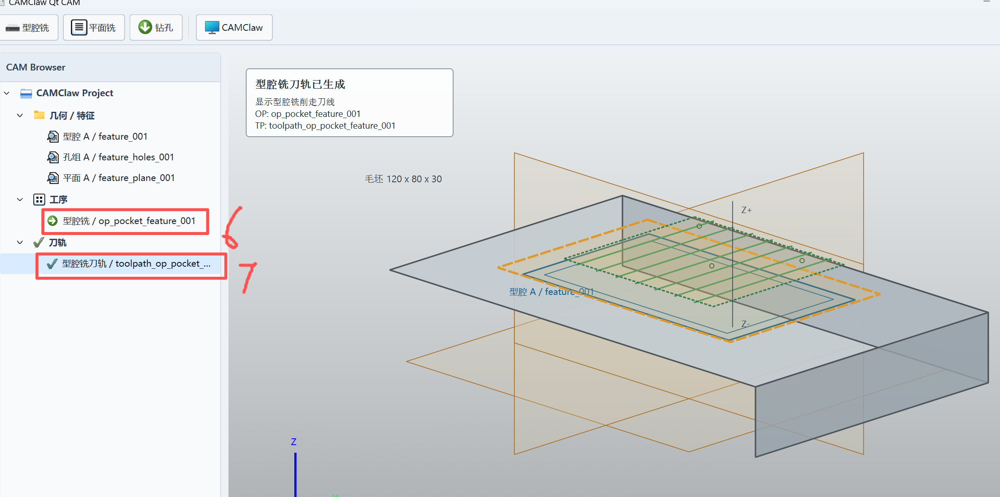 CAMClaw Qt CAM
型腔铣 平面铣 钻孔 CAMClaw
CAM Browser
CAMClaw Project
几何 / 特征
型腔 A / feature_001
孔组 A / feature_holes_001
平面 A / feature_plane_001
工序
型腔铣 / op_pocket_feature_001
6
刀轨
型腔铣刀轨 / toolpath_op_pocket_...
7
型腔铣刀轨已生成
显示型腔铣削走刀线
OP: op_pocket_feature_001
TP: toolpath_op_pocket_feature_001
毛坯 120 x 80 x 30
Z+
型腔 A / feature_001
Z-
Z
Y